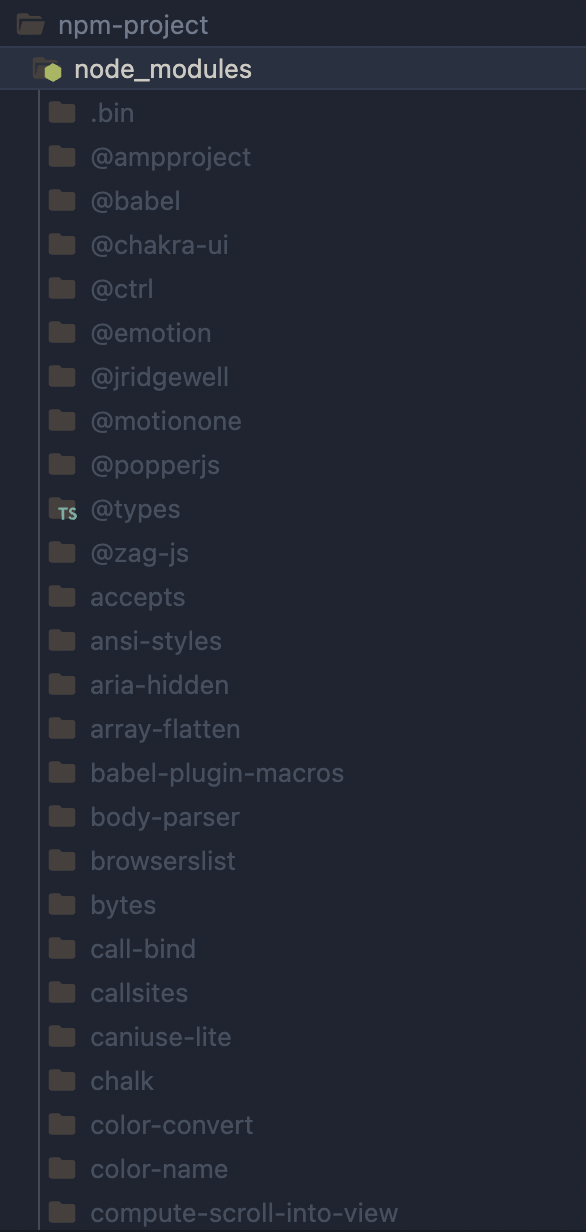 npm-project
node_modules
.bin
@ampproject
@babel
@chakra-ui
@ctrl
@emotion
@jridgewell
@motionone
@popperjs
TS @types
@zag-js
accepts
ansi-styles
aria-hidden
array-flatten
babel-plugin-macros
body-parser
browserslist
bytes
call-bind
callsites
caniuse-lite
chalk
color-convert
color-name
compute-scroll-into-view